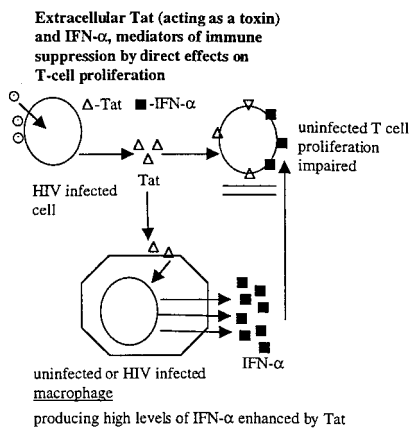 Extracellular Tat (acting as a toxin)
and IFN-α, mediators of immune
suppression by direct effects on
T-cell proliferation
Δ-Tat ■-IFN-α
uninfected T cell
proliferation
impaired
HIV infected
cell
Tat
IFN-α
uninfected or HIV infected
macrophage
producing high levels of IFN-α enhanced by Tat